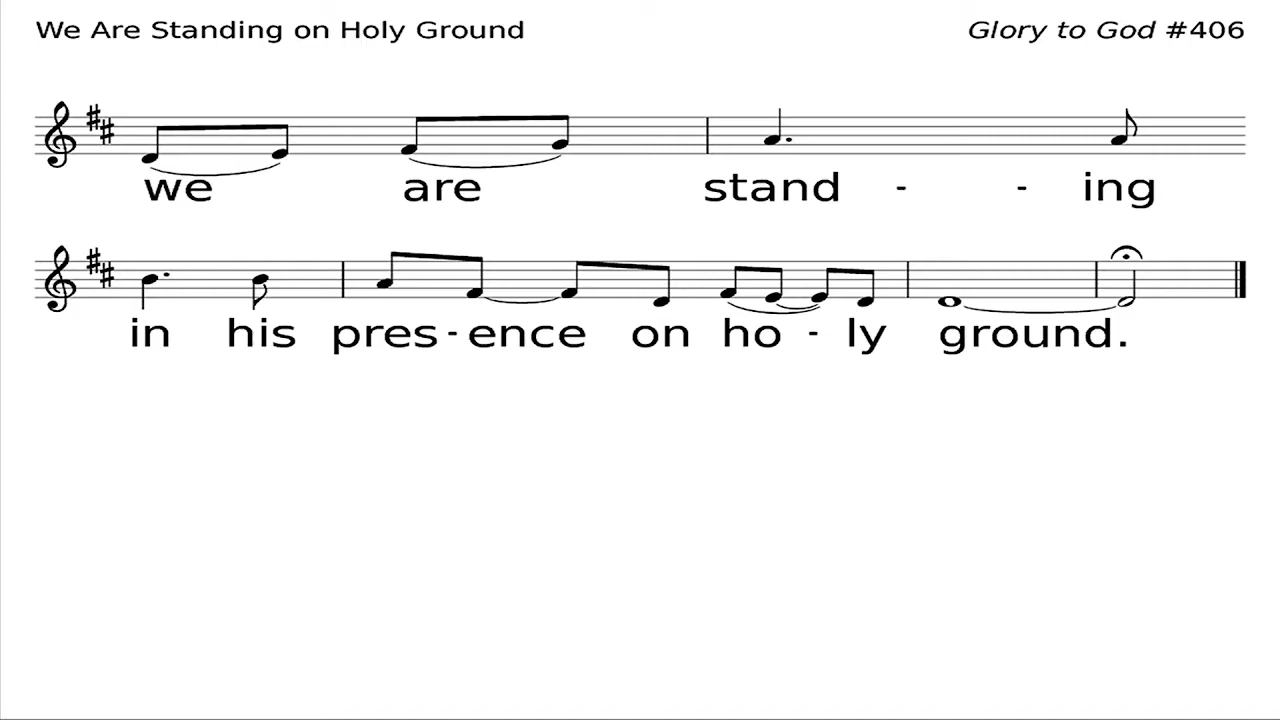 We Are Standing on Holy Ground Glory to God #406
we are stand - - ing
in his pres - ence on ho - ly ground.